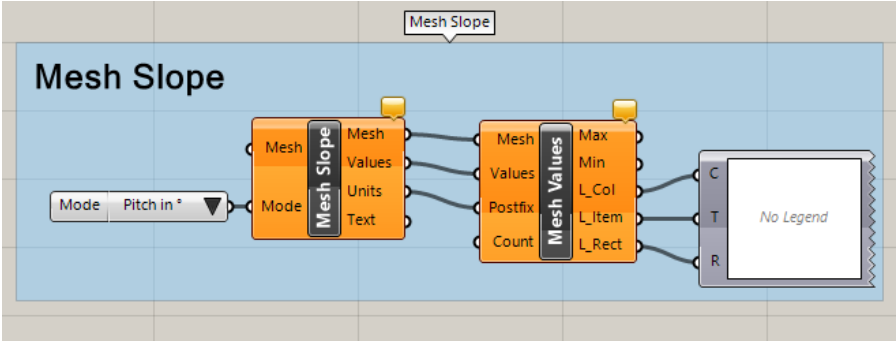 Mesh Slope
Mesh Slope
Mode Pitch in °
Mesh
Mode
Mesh Slope
Mesh
Values
Units
Text
Mesh
Values
Postfix
Count
Mesh Values
Max
Min
L_Col
L_Item
L_Rect
C
T
R
No Legend